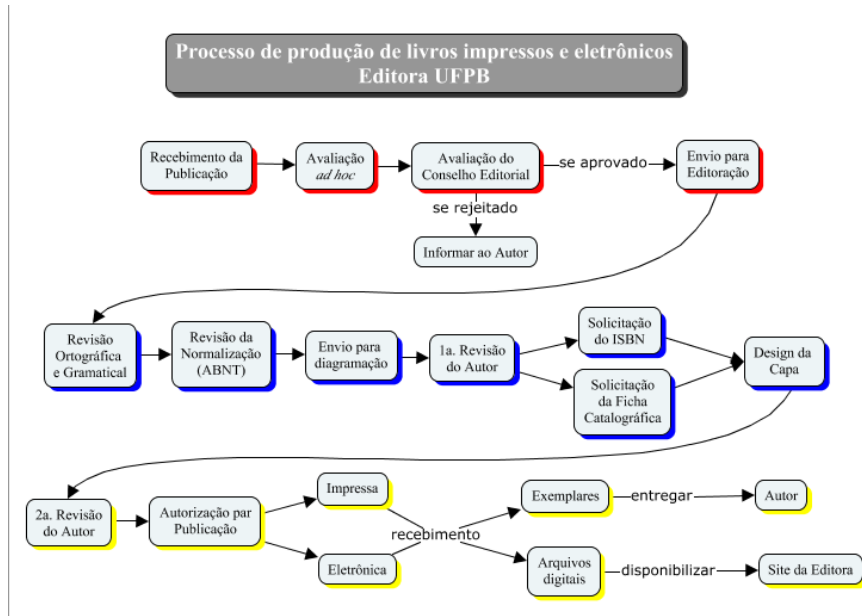 Processo de produção de livros impressos e eletrônicos
Editora UFPB
Recebimento da
Publicação
Avaliação
ad hoc
Avaliação do
Conselho Editorial
se aprovado
Envio para
Editoração
se rejeitado
Informar ao Autor
Revisão
Ortográfica
e Gramatical
Revisão da
Normalização
(ABNT)
Envio para
diagramação
1a. Revisão
do Autor
Solicitação
do ISBN
Solicitação
da Ficha
Catalográfica
Design da
Capa
2a. Revisão
do Autor
Autorização par
Publicação
Impressa
Eletrônica
recebimento
Exemplares
entregar
Autor
Arquivos
digitais
disponibilizar
Site da Editora